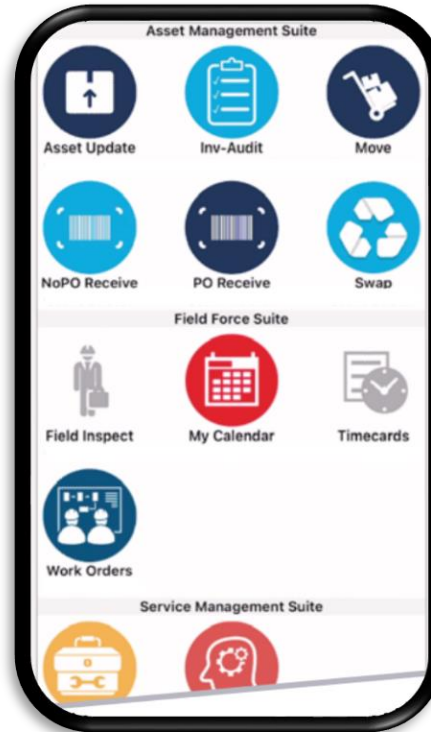 Asset Management Suite
Asset Update Inv-Audit Move
NoPO Receive PO Receive Swap
Field Force Suite
Field Inspect My Calendar Timecards
Work Orders
Service Management Suite